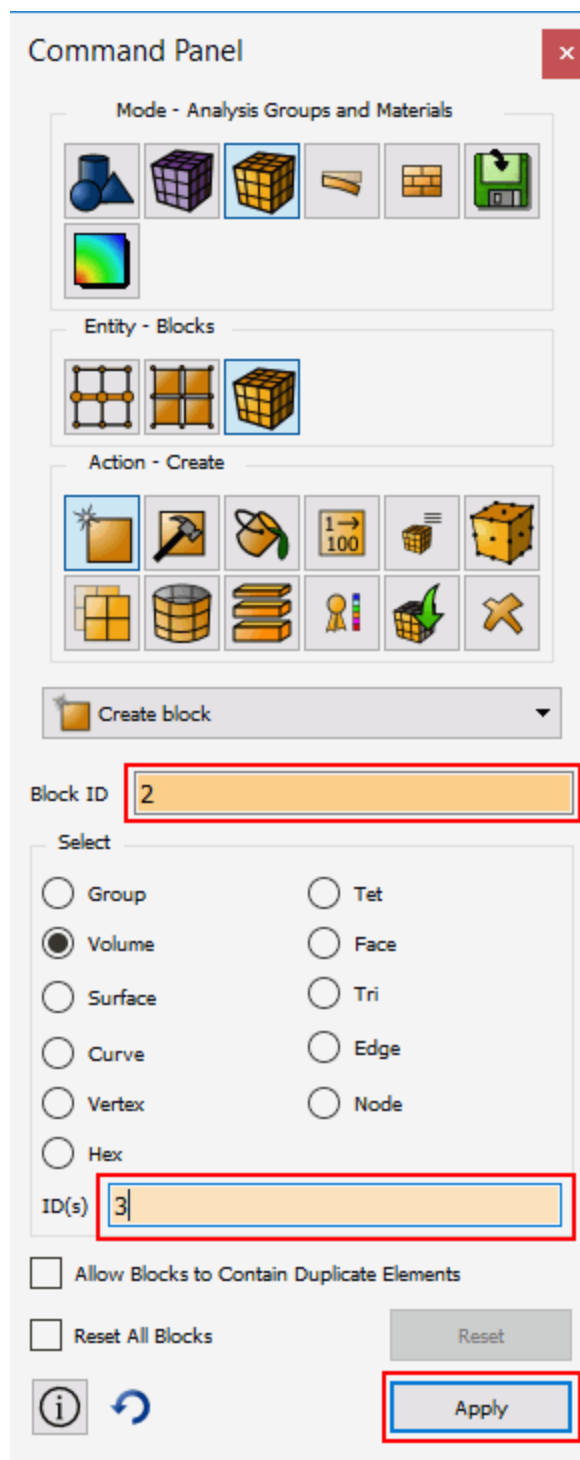 Command Panel
Mode - Analysis Groups and Materials
Entity - Blocks
Action - Create
1→
100
Create block
Block ID 2
Select
Group Tet
Volume Face
Surface Tri
Curve Edge
Vertex Node
Hex
ID(s) 3
Allow Blocks to Contain Duplicate Elements
Reset All Blocks Reset
Apply